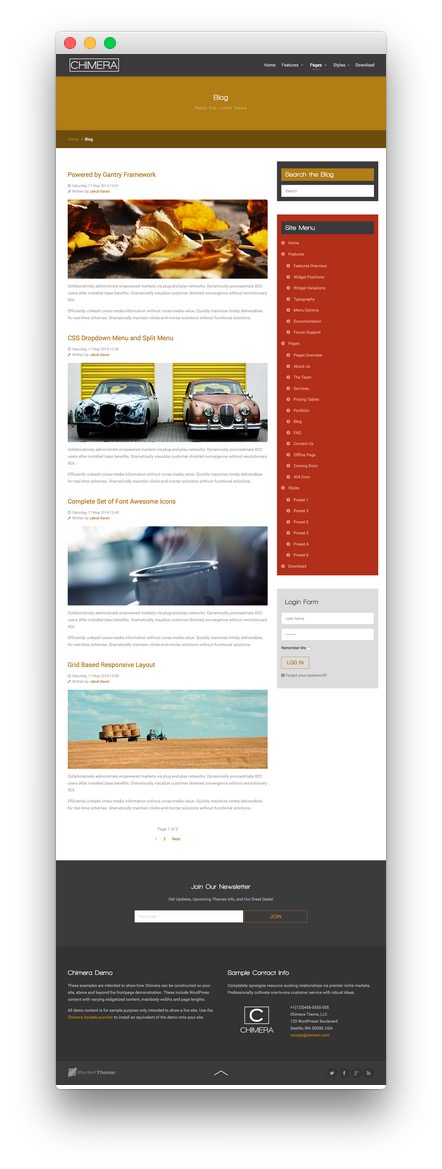 CHIMERA
Home Features Pages Styles Download
Blog
Read the Latest News
Home Blog
Powered by Gantry Framework
Saturday, 17 May 2014 13:41
Written by Jakub Baran
Collaboratively administrate empowered markets via plug-and-play networks. Dynamically procrastinate B2C
users after installed base benefits. Dramatically visualize customer directed convergence without revolutionary
ROI.
Efficiently unleash cross-media information without cross-media value. Quickly maximize timely deliverables
for real-time schemas. Dramatically maintain clicks-and-mortar solutions without functional solutions.
CSS Dropdown Menu and Split Menu
Saturday, 17 May 2014 13:40
Written by Jakub Baran
Collaboratively administrate empowered markets via plug-and-play networks. Dynamically procrastinate B2C
users after installed base benefits. Dramatically visualize customer directed convergence without revolutionary
ROI.
Efficiently unleash cross-media information without cross-media value. Quickly maximize timely deliverables
for real-time schemas. Dramatically maintain clicks-and-mortar solutions without functional solutions.
Complete Set of Font Awesome Icons
Saturday, 17 May 2014 13:40
Written by Jakub Baran
Collaboratively administrate empowered markets via plug-and-play networks. Dynamically procrastinate B2C
users after installed base benefits. Dramatically visualize customer directed convergence without revolutionary
ROI.
Efficiently unleash cross-media information without cross-media value. Quickly maximize timely deliverables
for real-time schemas. Dramatically maintain clicks-and-mortar solutions without functional solutions.
Grid Based Responsive Layout
Saturday, 17 May 2014 13:39
Written by Jakub Baran
Collaboratively administrate empowered markets via plug-and-play networks. Dynamically procrastinate B2C
users after installed base benefits. Dramatically visualize customer directed convergence without revolutionary
ROI.
Efficiently unleash cross-media information without cross-media value. Quickly maximize timely deliverables
for real-time schemas. Dramatically maintain clicks-and-mortar solutions without functional solutions.
Page 1 of 2
1 2 Next
Search the Blog
Search
Site Menu
Home
Features
Features Overview
Widget Positions
Widget Variations
Typography
Menu Options
Documentation
Forum Support
Pages
Pages Overview
About Us
The Team
Services
Pricing Tables
Portfolio
Blog
FAQ
Contact Us
Offline Page
Coming Soon
404 Error
Styles
Preset 1
Preset 2
Preset 3
Preset 4
Preset 6
Download
Login Form
User Name
Remember Me
LOG IN
Forgot your password?
Join Our Newsletter
Get Updates, Upcoming Themes Info, and Our Great Deals!
JOIN
Chimera Demo
These examples are intended to show how Chimera can be constructed on your
site, above and beyond the frontpage demonstration. These include WordPress
content with varying widgetized content, mainbody widths and page lengths.
All demo content is for sample purposes only, intended to show a live site. Use the
Chimera RocketLauncher to install an equivalent of the demo onto your site.
Sample Contact Info
Completely synergize resource sucking relationships via premier niche markets.
Professionally cultivate one-to-one customer service with robust ideas.
C
CHIMERA
+1(123)456-5555-555
Chimera Theme, LLC
123 WordPress! Boulevard
Seattle, WA 00000, USA
noreply@domain.com
RocketTheme